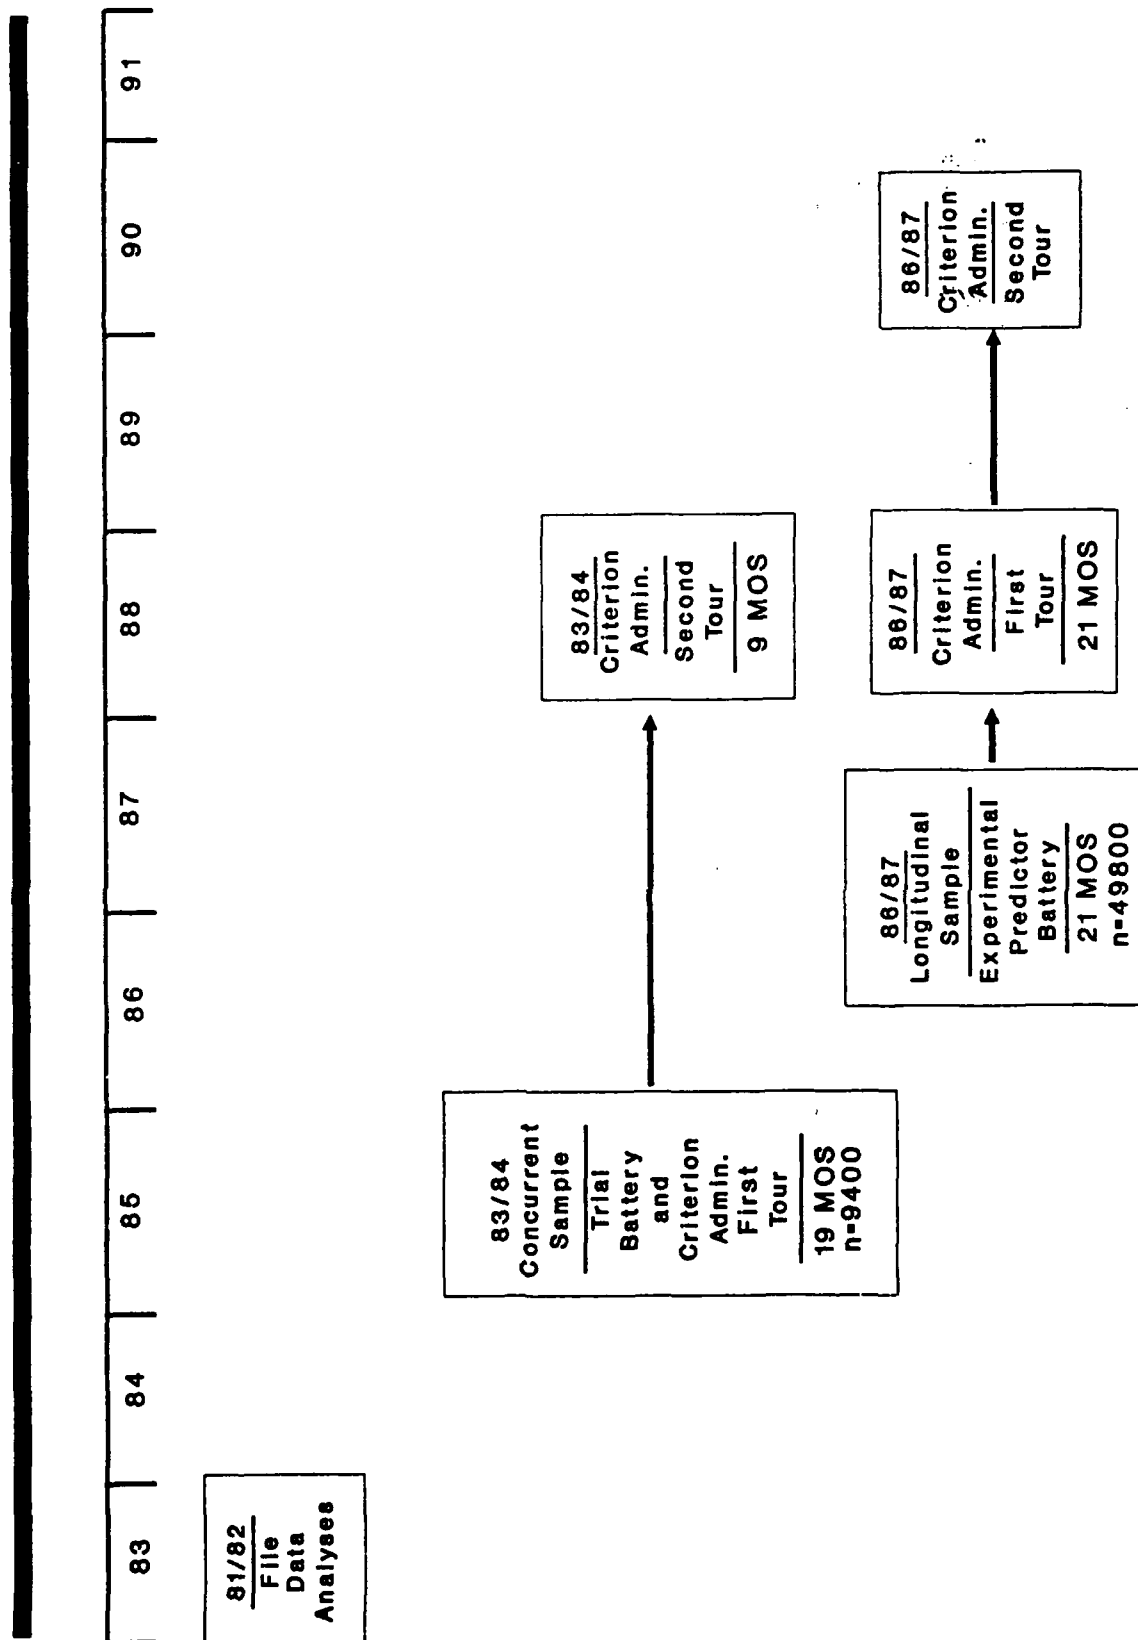 83
84
85
86
87
88
89
90
91
81/82
File
Data
Analyses
83/84
Concurrent
Sample
Trial
Battery
and
Criterion
Admin.
First
Tour
19 MOS
n=9400
83/84
Criterion
Admin.
Second
Tour
9 MOS
86/87
Longitudinal
Sample
Experimental
Predictor
Battery
21 MOS
n=49800
86/87
Criterion
Admin.
First
Tour
21 MOS
86/87
Criterion
Admin.
Second
Tour